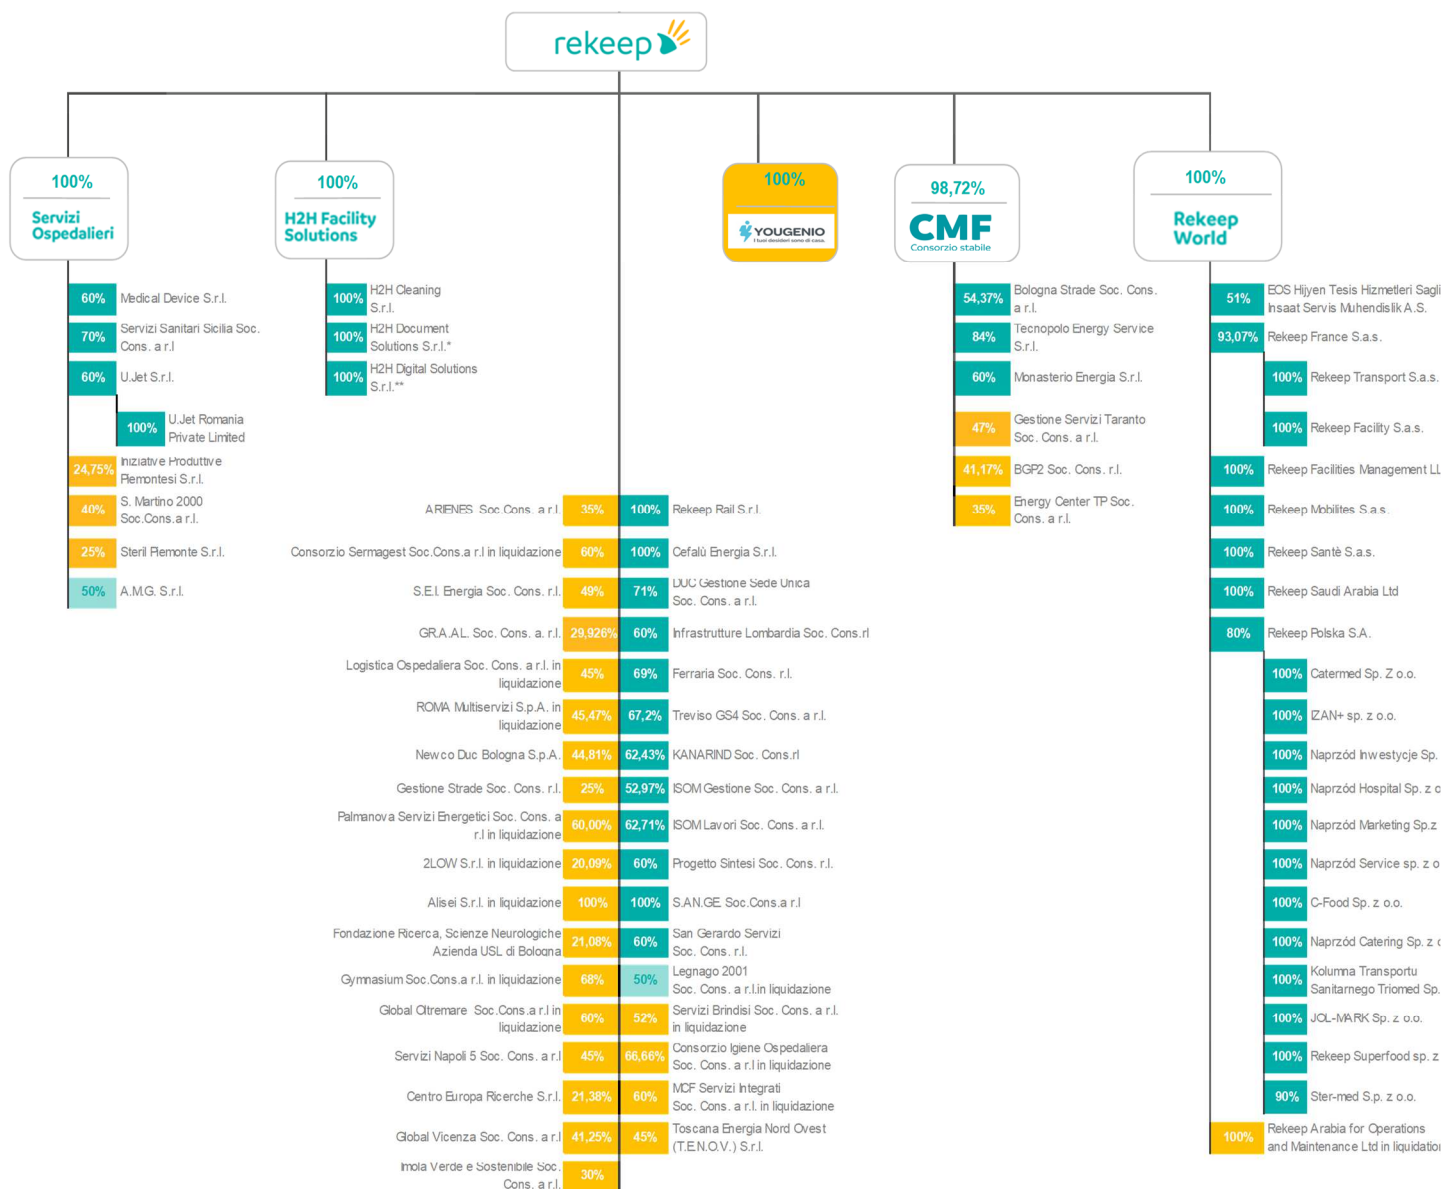 rekeep
100%
Servizi
Ospedalieri
60%
Medical Device S.r.l.
70%
Servizi Sanitari Sicilia Soc.
Cons. a r.l
60%
U.Jet S.r.l.
100%
U.Jet Romania
Private Limited
24,75%
Iniziative Produttive
Piemontesi S.r.l.
40%
S. Martino 2000
Soc.Cons.a r.l.
25%
Steril Piemonte S.r.l.
50%
A.M.G. S.r.l.
100%
H2H Facility
Solutions
100%
H2H Cleaning
S.r.l.
100%
H2H Document
Solutions S.r.l.*
100%
H2H Digital Solutions
S.r.l.**
ARIENES Soc.Cons. a r.l.
35%
100%
Rekeep Rail S.r.l.
Consorzio Sermagest Soc.Cons.a r.l in liquidazione
60%
100%
Cefalù Energia S.r.l.
S.E.I. Energia Soc. Cons. r.l.
49%
71%
DUC Gestione Sede Unica
Soc. Cons. a r.l.
GR.A.AL. Soc. Cons. a. r.l.
29,926%
60%
Infrastrutture Lombardia Soc. Cons.rl
Logistica Ospedaliera Soc. Cons. a r.l. in
liquidazione
45%
69%
Ferraria Soc. Cons. r.l.
ROMA Multiservizi S.p.A. in
liquidazione
45,47%
67,2%
Treviso GS4 Soc. Cons. a r.l.
Newco Duc Bologna S.p.A.
44,81%
62,43%
KANARIND Soc. Cons.rl
Gestione Strade Soc. Cons. r.l.
25%
52,97%
ISOM Gestione Soc. Cons. a r.l.
Palmanova Servizi Energetici Soc. Cons. a
r.l in liquidazione
60,00%
62,71%
ISOM Lavori Soc. Cons. a r.l.
2LOW S.r.l. in liquidazione
20,09%
60%
Progetto Sintesi Soc. Cons. r.l.
Alisei S.r.l. in liquidazione
100%
100%
S.AN.GE. Soc.Cons.a r.l
Fondazione Ricerca, Scienze Neurologiche
Azienda USL di Bologna
21,08%
60%
San Gerardo Servizi
Soc. Cons. r.l.
Gymnasium Soc.Cons.a r.l. in liquidazione
68%
50%
Legnago 2001
Soc. Cons. a r.l.in liquidazione
Global Oltremare Soc.Cons.a r.l in
liquidazione
60%
52%
Servizi Brindisi Soc. Cons. a r.l.
in liquidazione
Servizi Napoli 5 Soc. Cons. a r.l
45%
66,66%
Consorzio Igiene Ospedaliera
Soc. Cons. a r.l in liquidazione
Centro Europa Ricerche S.r.l.
21,38%
60%
MCF Servizi Integrati
Soc. Cons. a r.l. in liquidazione
Global Vicenza Soc. Cons. a r.l
41,25%
45%
Toscana Energia Nord Ovest
(T.E.N.O.V.) S.r.l.
Imola Verde e Sostenibile Soc.
Cons. a r.l.
30%
100%
YOUGENIO
I tuoi desideri sono di casa.
98,72%
CMF
Consorzio stabile
54,37%
Bologna Strade Soc. Cons.
a r.l.
84%
Tecnopolo Energy Service
S.r.l.
60%
Monasterio Energia S.r.l.
47%
Gestione Servizi Taranto
Soc. Cons. a r.l.
41,17%
BGP2 Soc. Cons. r.l.
35%
Energy Center TP Soc.
Cons. a r.l.
100%
Rekeep
World
51%
EOS Hijyen Tesis Hizmetleri Sagli
Insaat Servis Muhendislik A.S.
93,07%
Rekeep France S.a.s.
100%
Rekeep Transport S.a.s.
100%
Rekeep Facility S.a.s.
100%
Rekeep Facilities Management LL
100%
Rekeep Mobilites S.a.s.
100%
Rekeep Santè S.a.s.
100%
Rekeep Saudi Arabia Ltd
80%
Rekeep Polska S.A.
100%
Catermed Sp. Z o.o.
100%
IZAN+ sp. z o.o.
100%
Naprzód Inwestycje Sp.
100%
Naprzód Hospital Sp. z o
100%
Naprzód Marketing Sp.z
100%
Naprzód Service sp. z o
100%
C-Food Sp. z o.o.
100%
Naprzód Catering Sp. z o
100%
Kolumna Transportu
Sanitarnego Triomed Sp.
100%
JOL-MARK Sp. z o.o.
100%
Rekeep Superfood sp. z
90%
Ster-med S.p. z o.o.
100%
Rekeep Arabia for Operations
and Maintenance Ltd in liquidation